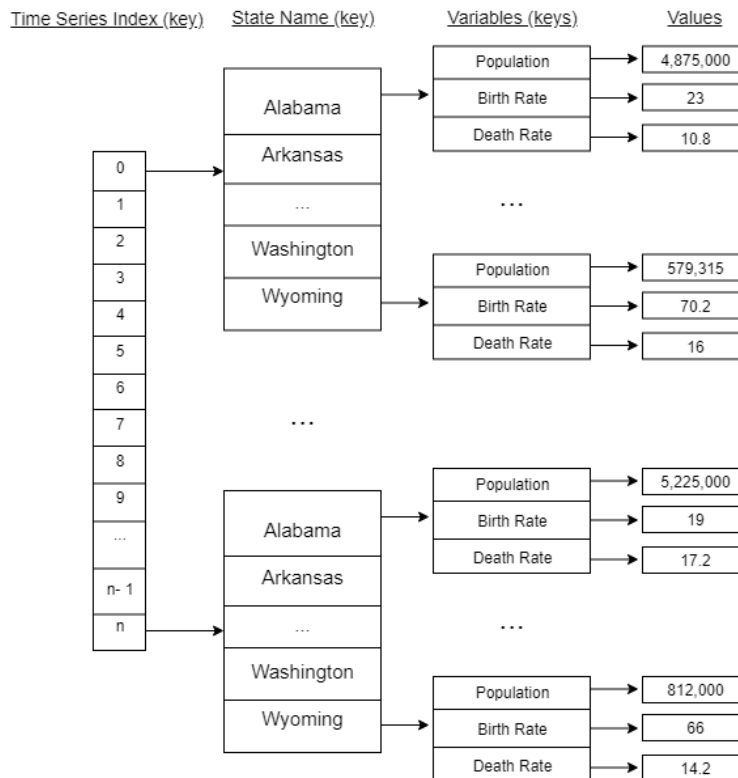 Time Series Index (key) State Name (key) Variables (keys) Values
0
1
2
3
4
5
6
7
8
9
...
n- 1
n
Alabama
Arkansas
...
Washington
Wyoming
Population 4,875,000
Birth Rate 23
Death Rate 10.8
...
Population 579,315
Birth Rate 70.2
Death Rate 16
...
Alabama
Arkansas
...
Washington
Wyoming
Population 5,225,000
Birth Rate 19
Death Rate 17.2
...
Population 812,000
Birth Rate 66
Death Rate 14.2